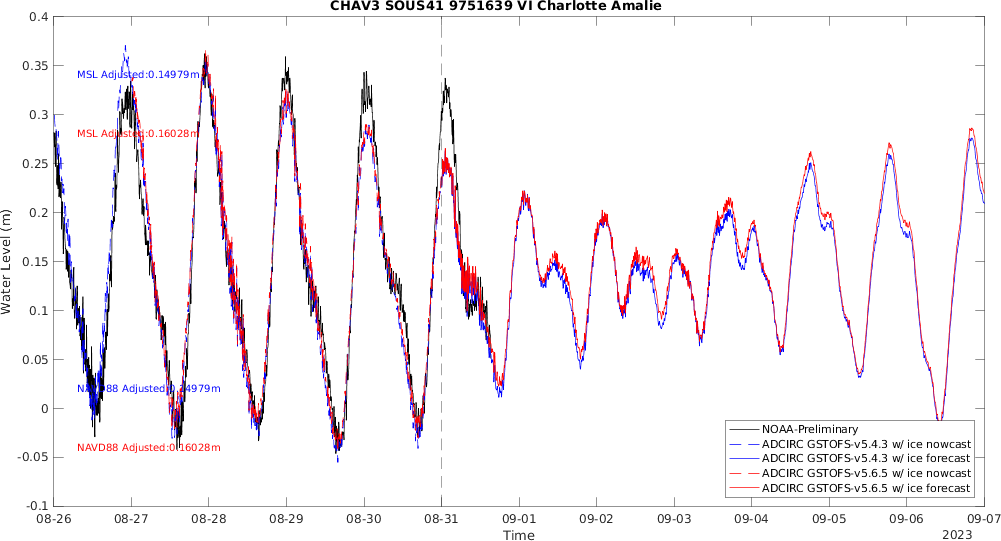 CHAV3 SOUS41 9751639 VI Charlotte Amalie
0.4
0.35
0.3
0.25
0.2
0.15
0.1
0.05
0
-0.05
-0.1
Water Level (m)
MSL Adjusted:0.14979m
MSL Adjusted:0.16028m
NAVD88 Adjusted:0.14979m
NAVD88 Adjusted:0.16028m
NOAA-Preliminary
ADCIRC GSTOFS-v5.4.3 w/ ice nowcast
ADCIRC GSTOFS-v5.4.3 w/ ice forecast
ADCIRC GSTOFS-v5.6.5 w/ ice nowcast
ADCIRC GSTOFS-v5.6.5 w/ ice forecast
08-26 08-27 08-28 08-29 08-30 08-31 09-01 09-02 09-03 09-04 09-05 09-06 09-07
Time
2023